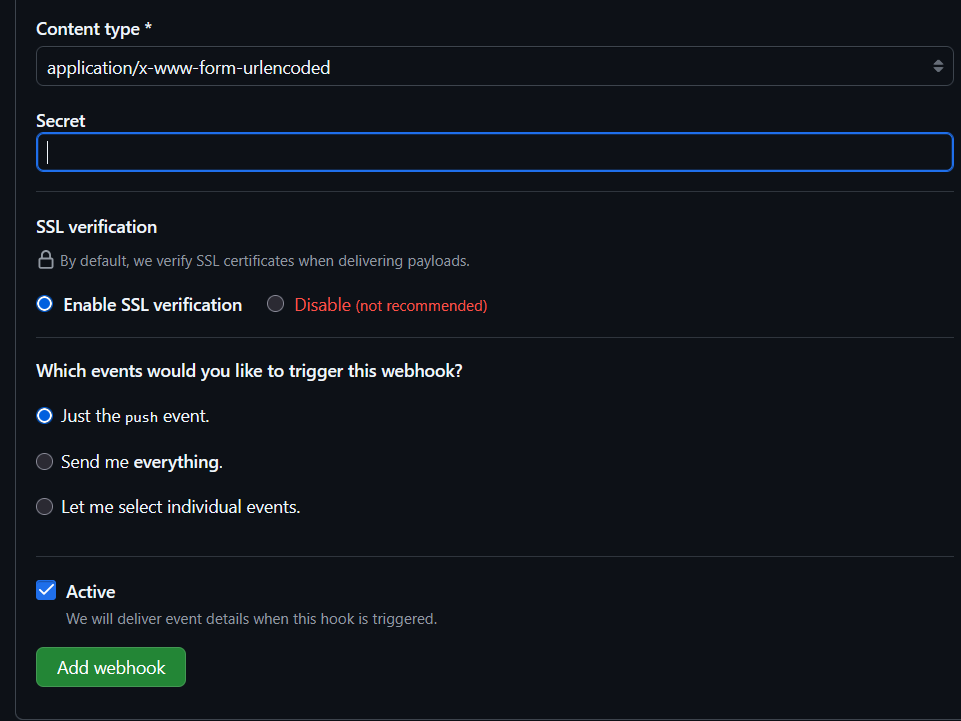 Content type *
application/x-www-form-urlencoded
Secret
SSL verification
By default, we verify SSL certificates when delivering payloads.
Enable SSL verification Disable (not recommended)
Which events would you like to trigger this webhook?
Just the push event.
Send me everything.
Let me select individual events.
Active
We will deliver event details when this hook is triggered.
Add webhook